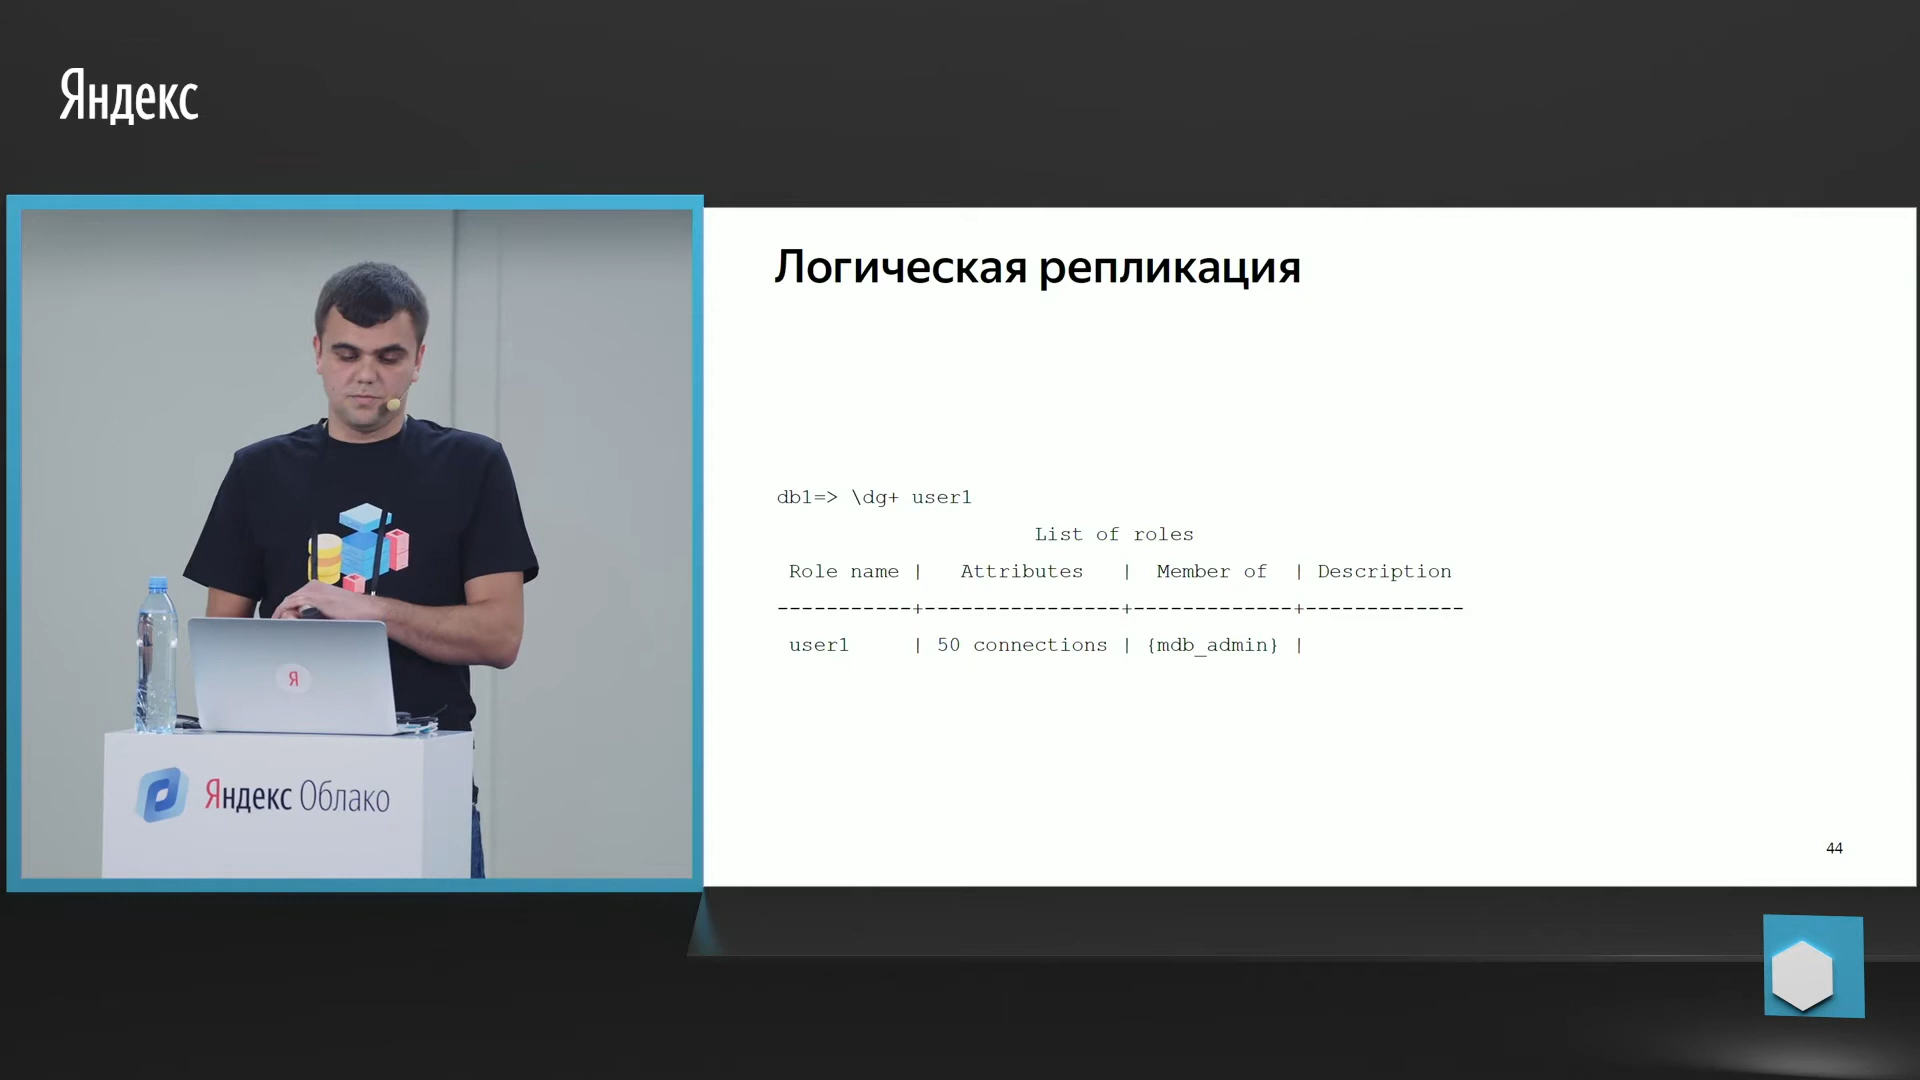 Яндекс
Логическая репликация
db1=> \dg+ user1
List of roles
Role name | Attributes | Member of | Description
-----------+----------------+-------------+-------------
user1 | 50 connections | {mdb_admin} |
44
Я
Яндекс Облако